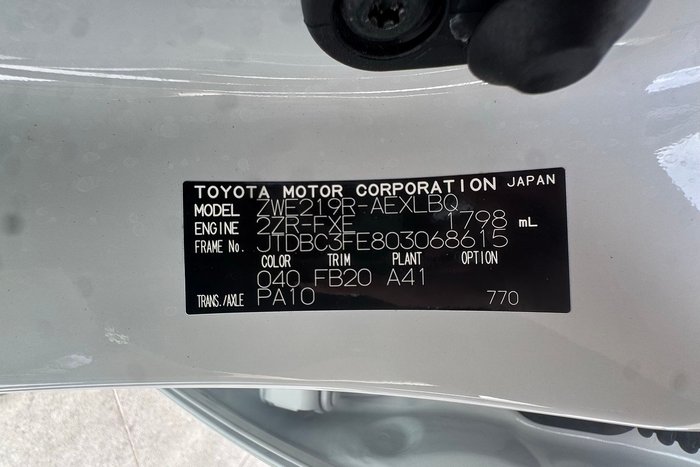 TOYOTA MOTOR CORPORATION JAPAN
MODEL ZWE219R-AEXLBQ
ENGINE 2ZR-FXE 1798 mL
FRAME No. JTDBC3FE803068615
COLOR TRIM PLANT OPTION
040 FB20 A41
TRANS./AXLE PA10 770